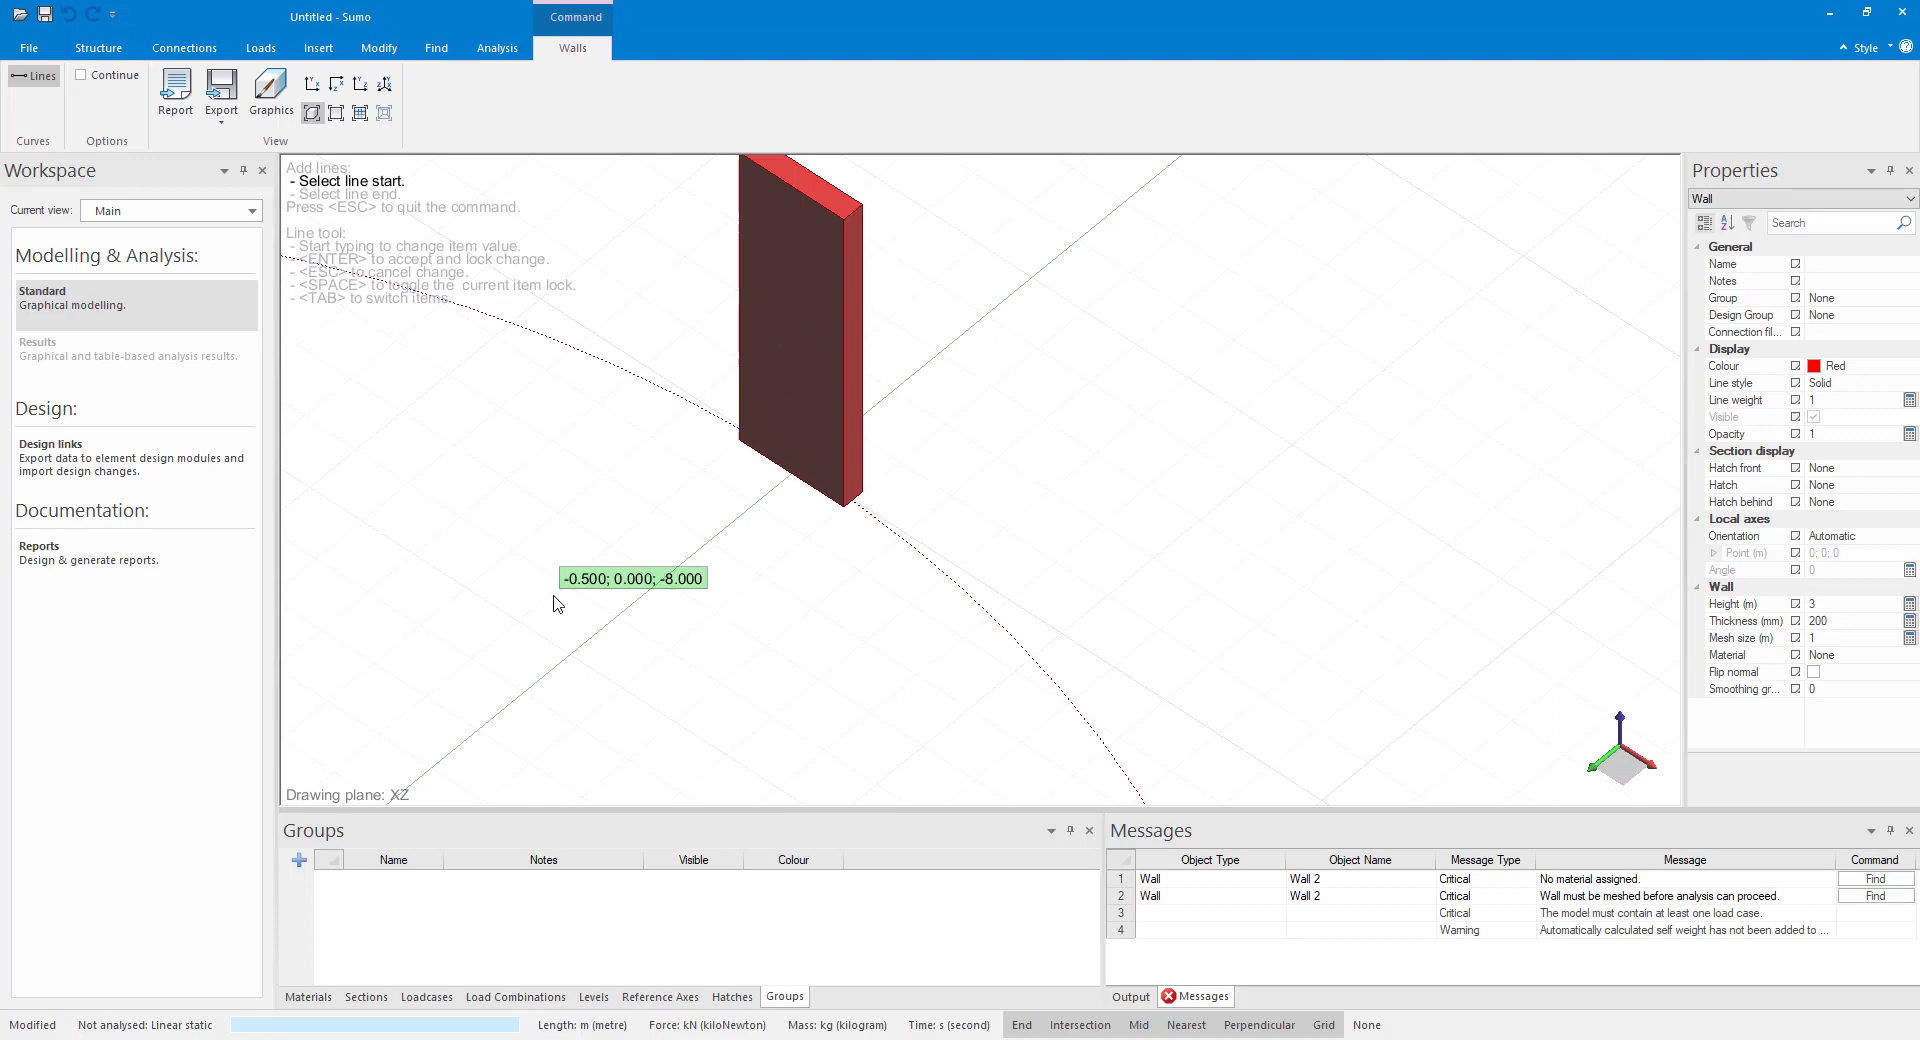 Untitled - Sumo
Command
File
Structure
Connections
Loads
Insert
Modify
Find
Analysis
Walls
Style
Lines
Continue
Report
Export
Graphics
Curves
Options
View
Workspace
Current view:
Main
Modelling & Analysis:
Standard
Graphical modelling.
Results
Graphical and table-based analysis results.
Design:
Design links
Export data to element design modules and
import design changes.
Documentation:
Reports
Design & generate reports.
Add lines:
- Select line start.
- Select line end.
Press <ESC> to quit the command.
Line tool:
- Start typing to change item value.
- <ENTER> to accept and lock change.
- <ESC> to cancel change.
- <SPACE> to toggle the current item lock.
- <TAB> to switch items.
-0.500; 0.000; -8.000
Drawing plane: XZ
Properties
Wall
Search
General
Name
Notes
Group None
Design Group None
Connection fil...
Display
Colour Red
Line style Solid
Line weight 1
Visible
Opacity 1
Section display
Hatch front None
Hatch None
Hatch behind None
Local axes
Orientation Automatic
Point (m) 0; 0; 0
Angle 0
Wall
Height (m) 3
Thickness (mm) 200
Mesh size (m) 1
Material None
Flip normal
Smoothing gr... 0
Groups
Name Notes Visible Colour
Materials Sections Loadcases Load Combinations Levels Reference Axes Hatches Groups
Messages
Object Type Object Name Message Type Message Command
1 Wall Wall 2 Critical No material assigned. Find
2 Wall Wall 2 Critical Wall must be meshed before analysis can proceed. Find
3 Critical The model must contain at least one load case.
4 Warning Automatically calculated self weight has not been added to ...
Output Messages
Modified Not analysed: Linear static Length: m (metre) Force: kN (kiloNewton) Mass: kg (kilogram) Time: s (second) End Intersection Mid Nearest Perpendicular Grid None